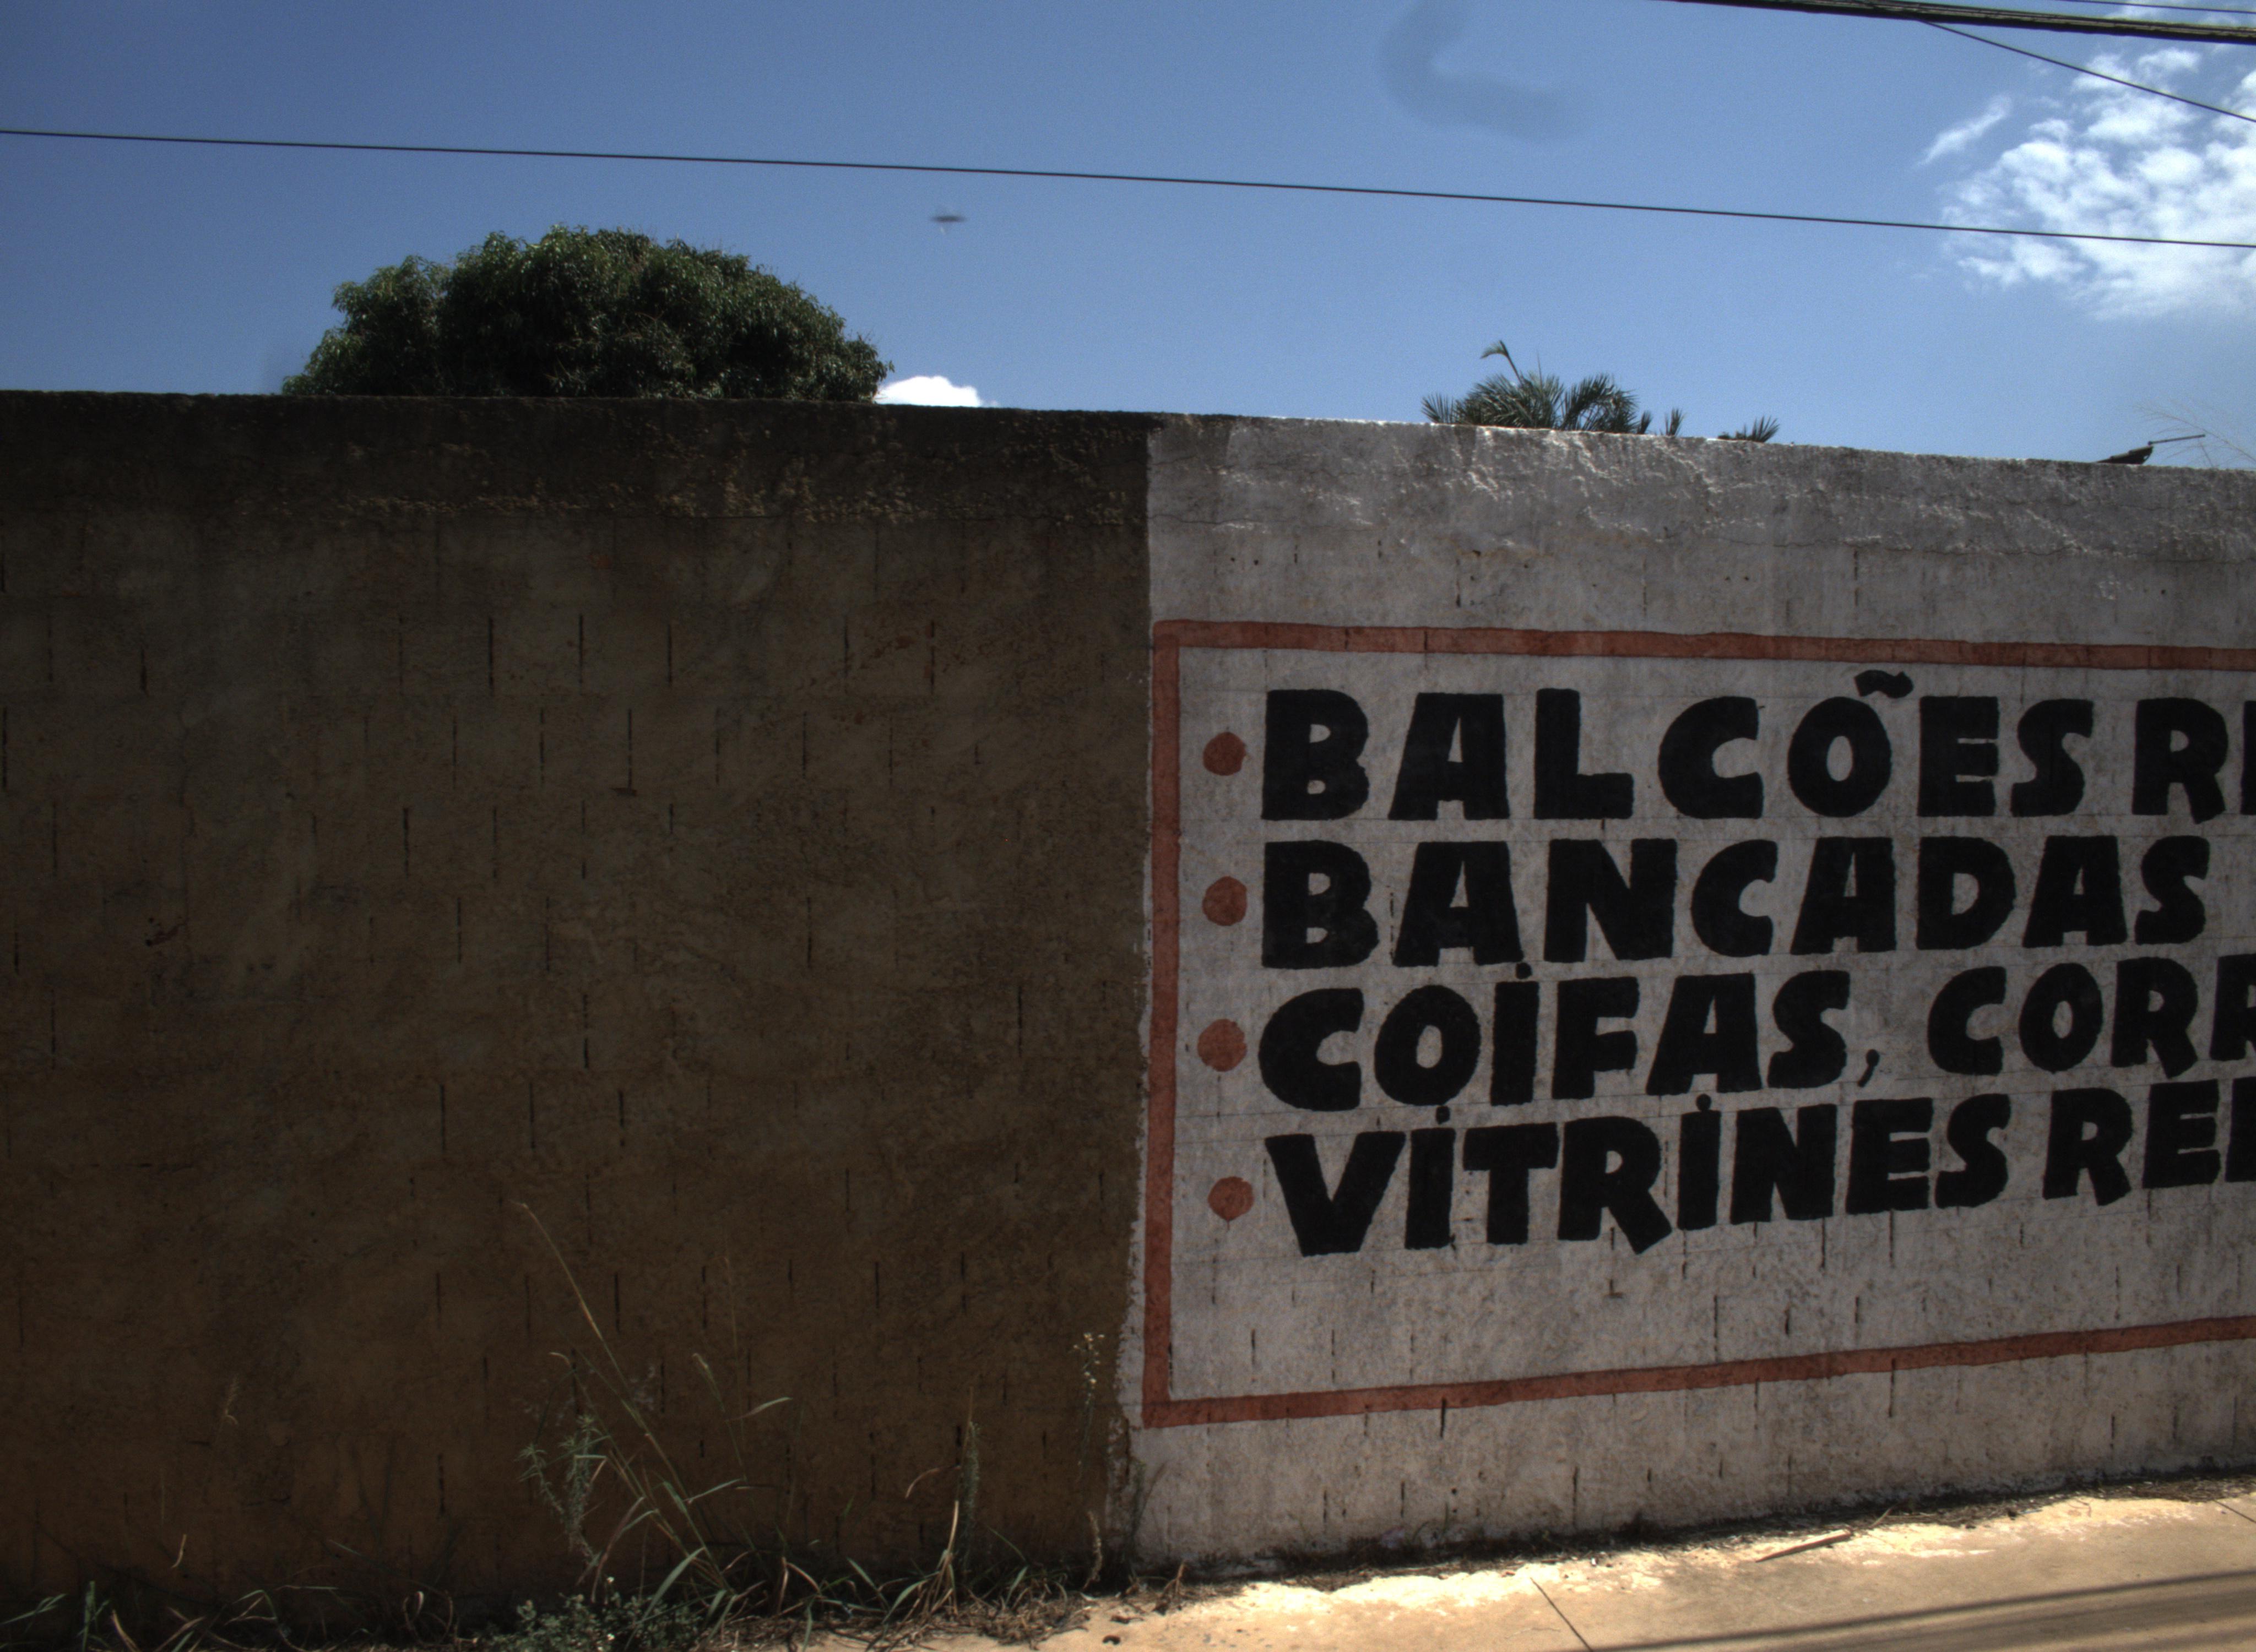 BALCÕES
BANCADAS
COIFAS,
VITRINES